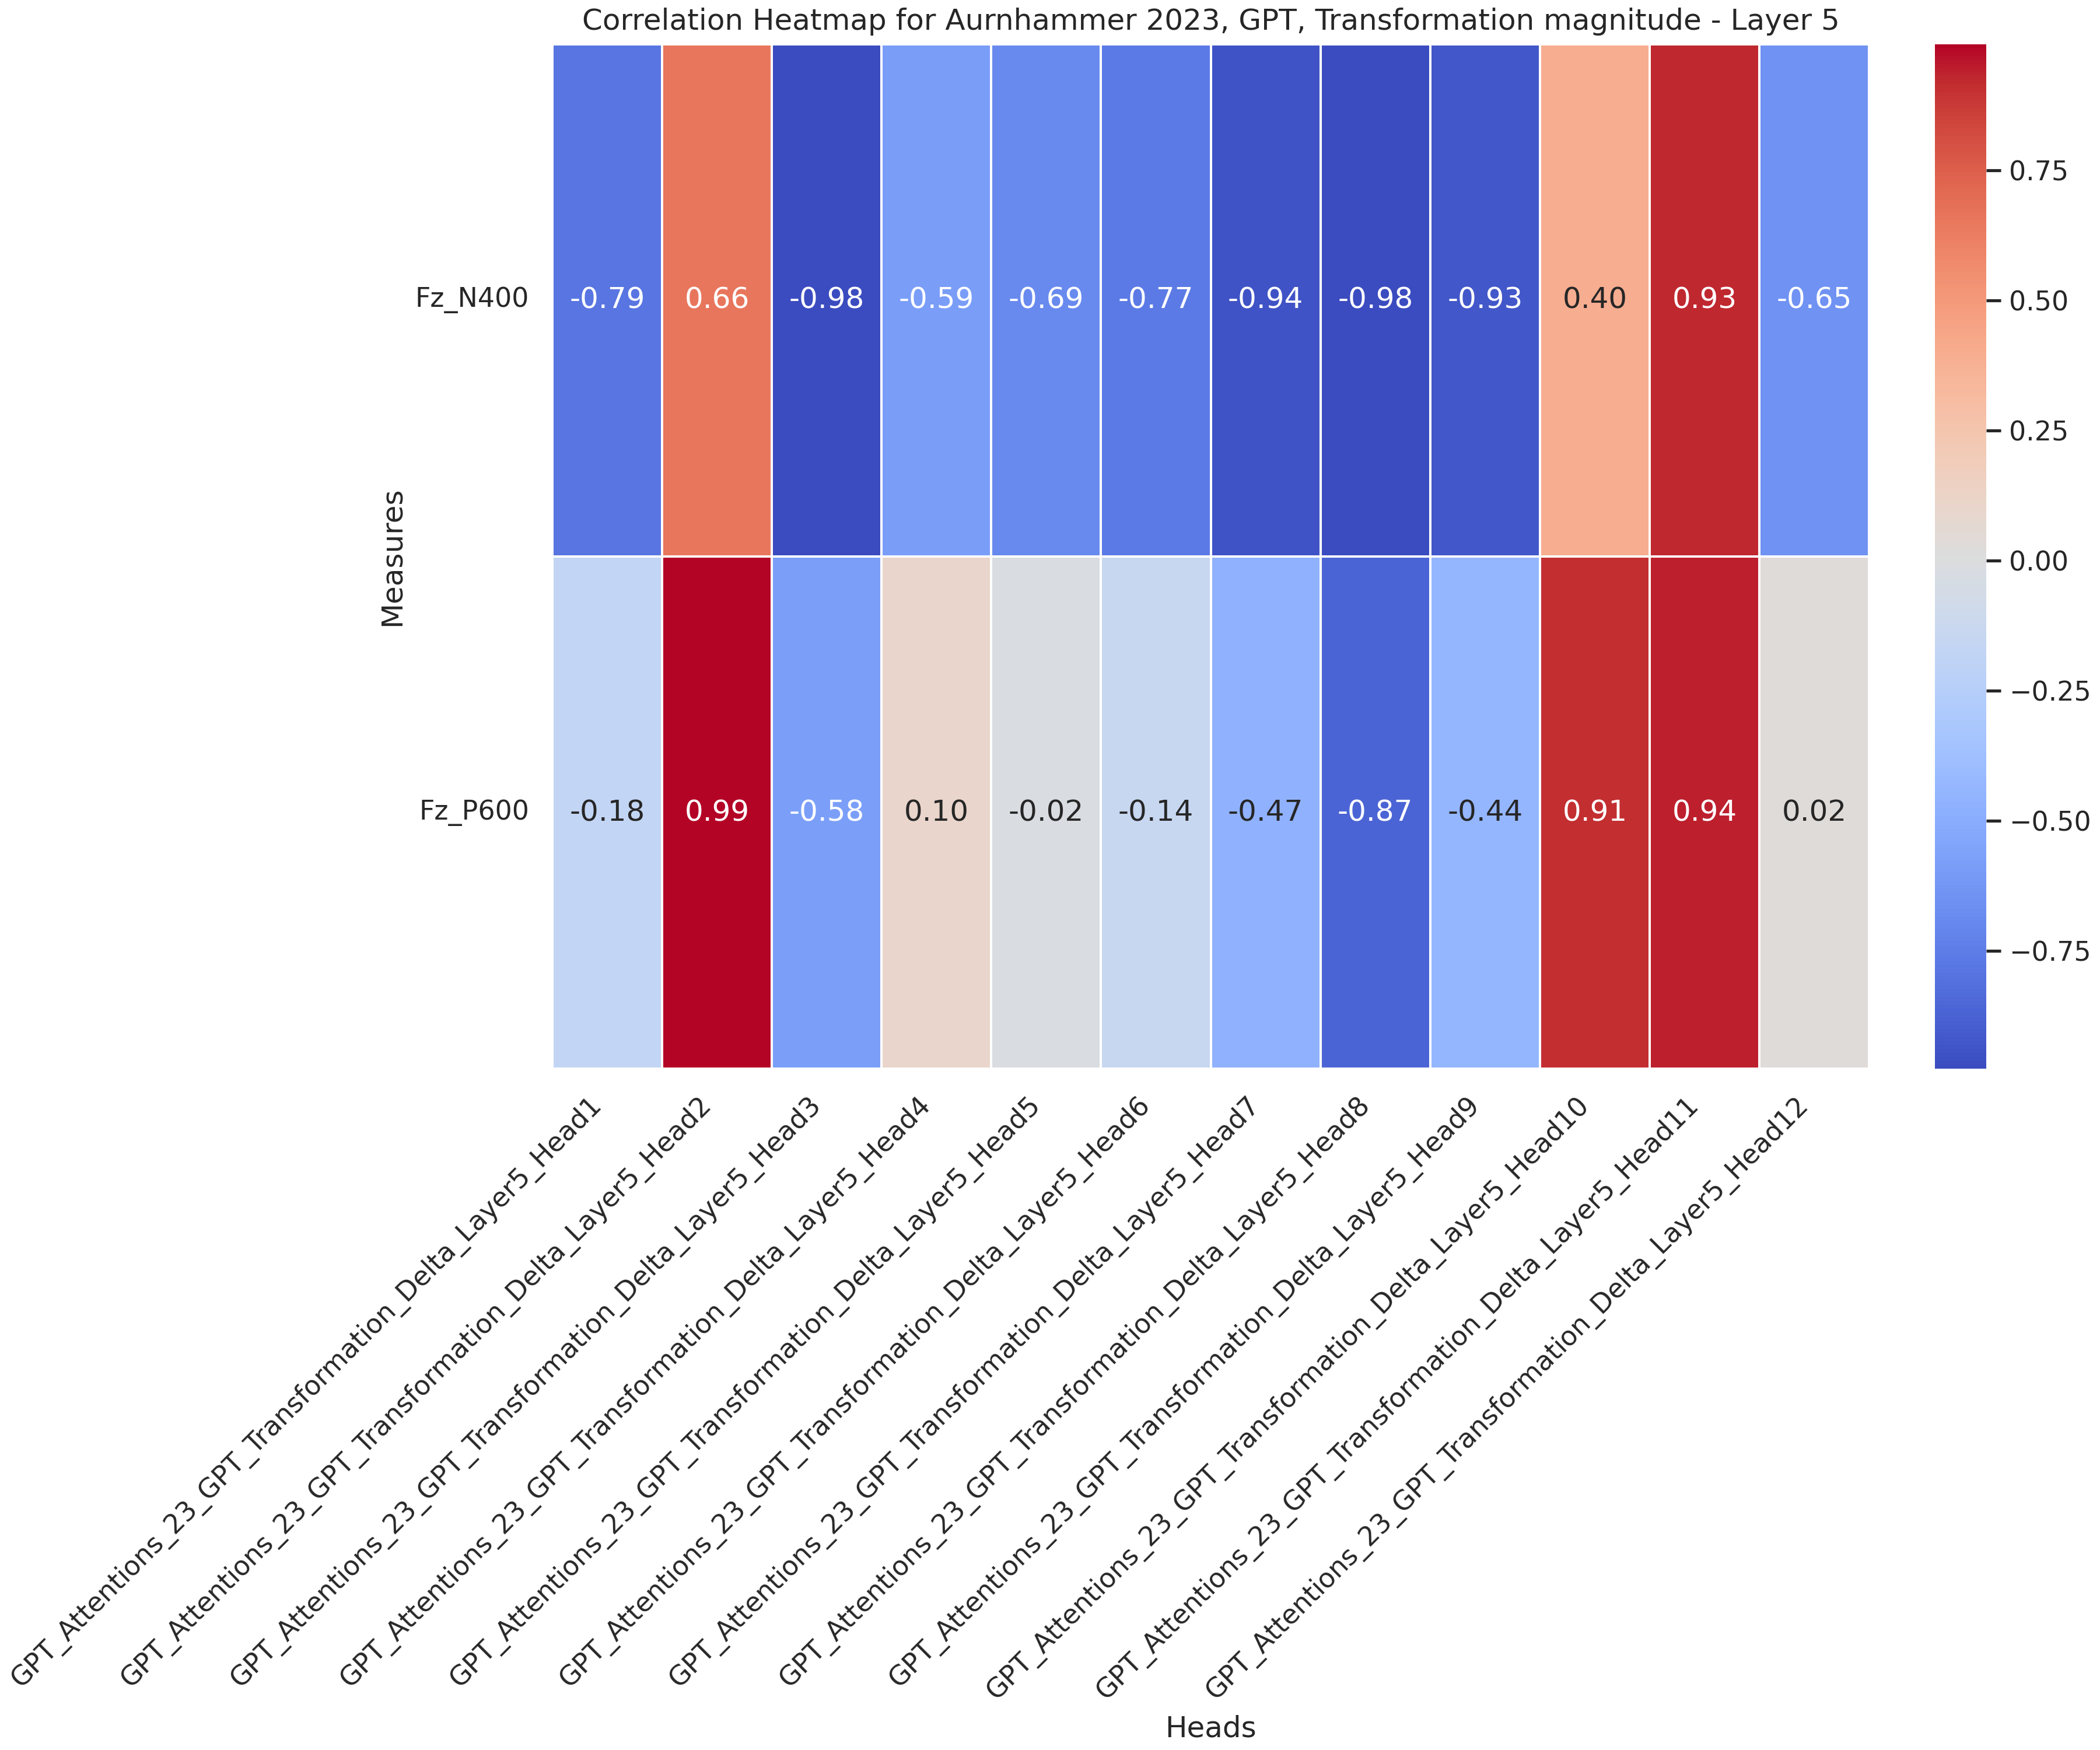 Correlation Heatmap for Aurnhammer 2023, GPT, Transformation magnitude - Layer 5
Measures
Fz_N400 -0.79 0.66 -0.98 -0.59 -0.69 -0.77 -0.94 -0.98 -0.93 0.40 0.93 -0.65
Fz_P600 -0.18 0.99 -0.58 0.10 -0.02 -0.14 -0.47 -0.87 -0.44 0.91 0.94 0.02
GPT_Attentions_23_GPT_Transformation_Delta_Layer5_Head1
GPT_Attentions_23_GPT_Transformation_Delta_Layer5_Head2
GPT_Attentions_23_GPT_Transformation_Delta_Layer5_Head3
GPT_Attentions_23_GPT_Transformation_Delta_Layer5_Head4
GPT_Attentions_23_GPT_Transformation_Delta_Layer5_Head5
GPT_Attentions_23_GPT_Transformation_Delta_Layer5_Head6
GPT_Attentions_23_GPT_Transformation_Delta_Layer5_Head7
GPT_Attentions_23_GPT_Transformation_Delta_Layer5_Head8
GPT_Attentions_23_GPT_Transformation_Delta_Layer5_Head9
GPT_Attentions_23_GPT_Transformation_Delta_Layer5_Head10
GPT_Attentions_23_GPT_Transformation_Delta_Layer5_Head11
GPT_Attentions_23_GPT_Transformation_Delta_Layer5_Head12
Heads
0.75
0.50
0.25
0.00
−0.25
−0.50
−0.75